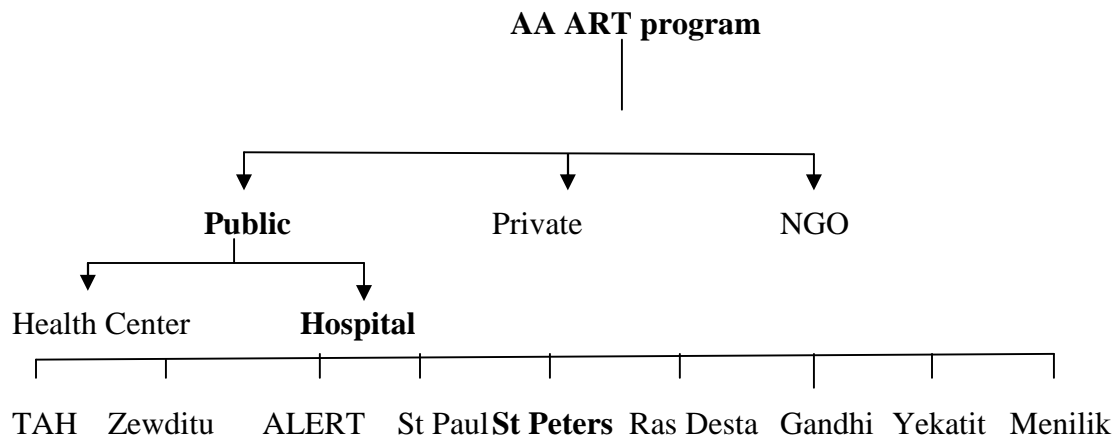 AA ART program
Public Private NGO
Health Center Hospital
TAH Zewditu ALERT St Paul St Peters Ras Desta Gandhi Yekatit Menilik